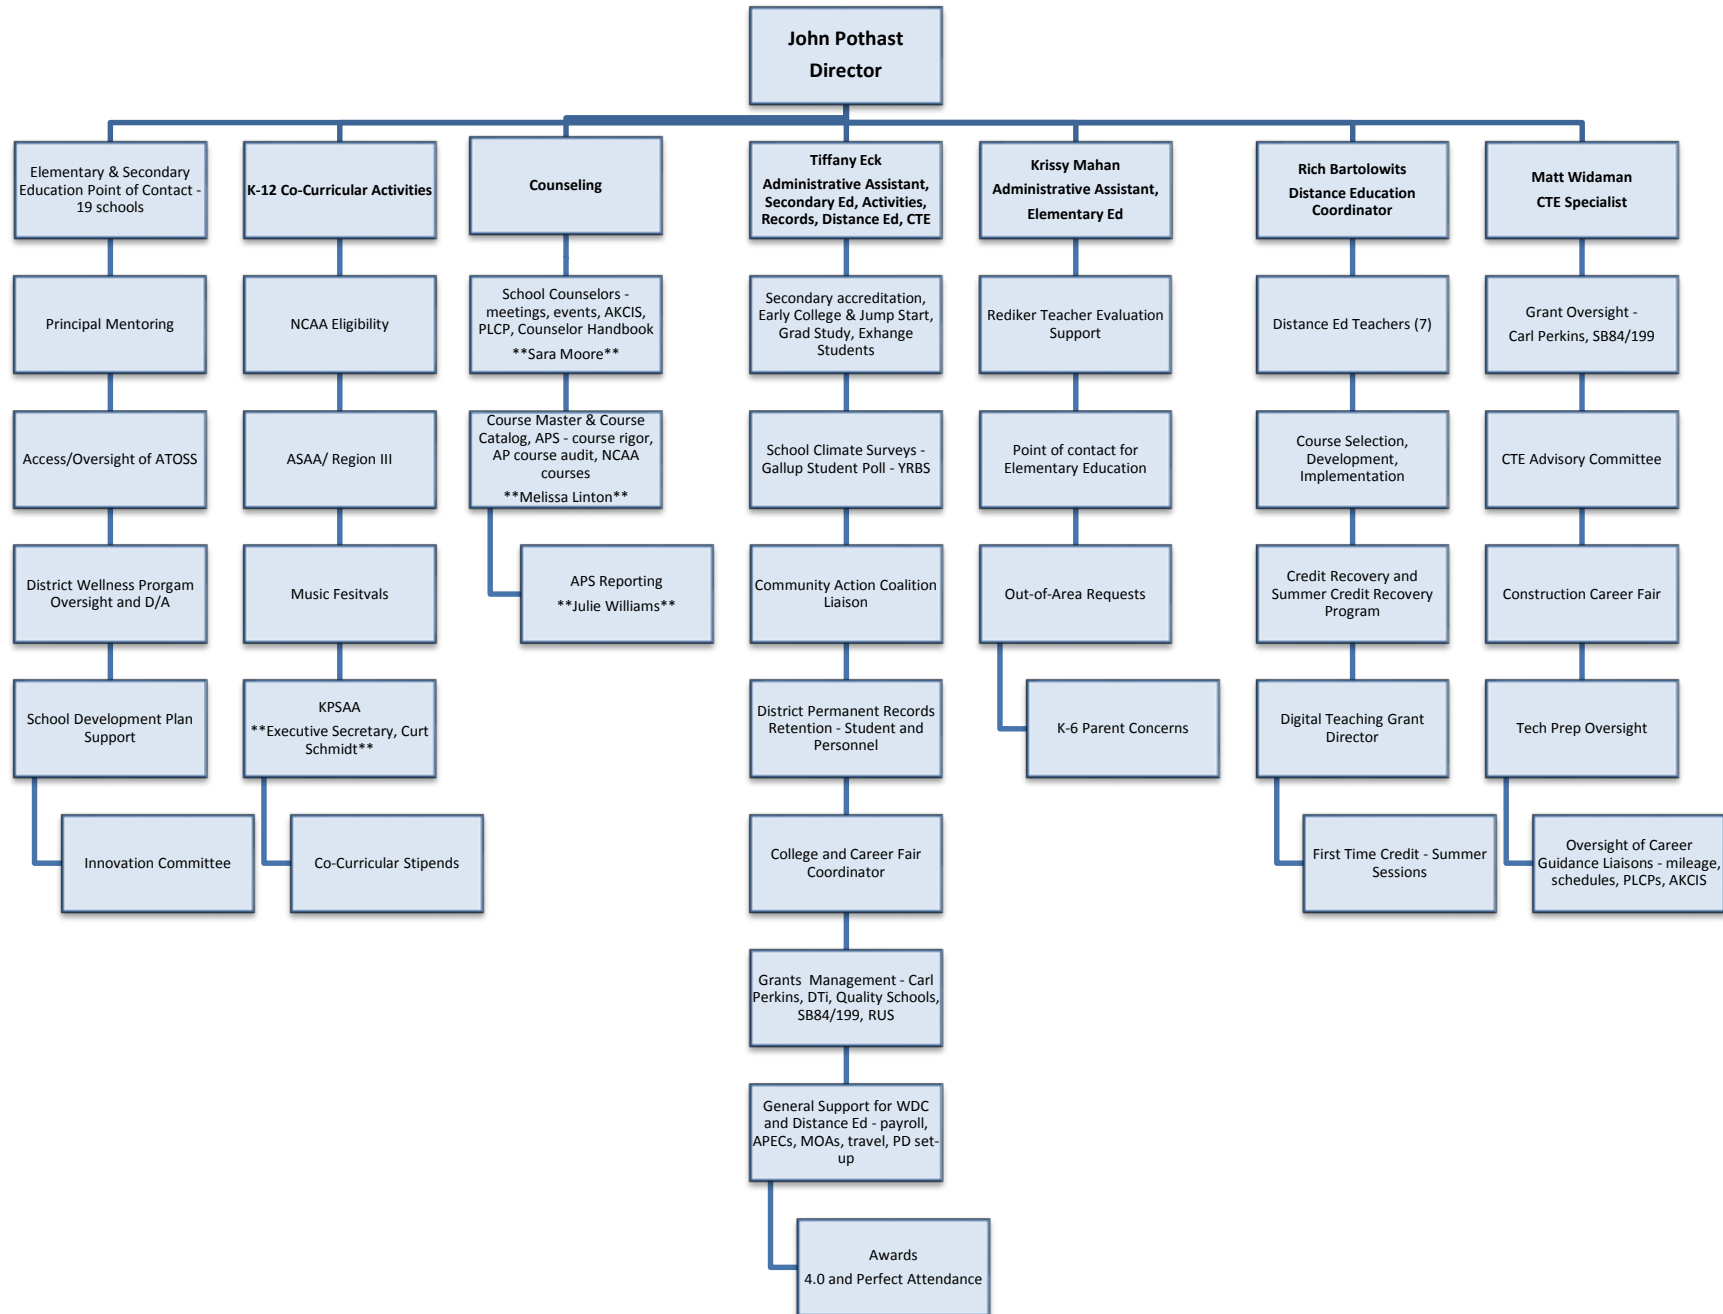 John Pothast
Director
Elementary & Secondary
Education Point of Contact -
19 schools
Principal Mentoring
Access/Oversight of ATOSS
District Wellness Prorgam
Oversight and D/A
School Development Plan
Support
Innovation Committee
K-12 Co-Curricular Activities
NCAA Eligibility
ASAA/ Region III
Music Fesitvals
KPSAA
**Executive Secretary, Curt
Schmidt**
Co-Curricular Stipends
Counseling
School Counselors -
meetings, events, AKCIS,
PLCP, Counselor Handbook
**Sara Moore**
Course Master & Course
Catalog, APS - course rigor,
AP course audit, NCAA
courses
**Melissa Linton**
APS Reporting
**Julie Williams**
Tiffany Eck
Administrative Assistant,
Secondary Ed, Activities,
Records, Distance Ed, CTE
Secondary accreditation,
Early College & Jump Start,
Grad Study, Exhange
Students
School Climate Surveys -
Gallup Student Poll - YRBS
Community Action Coalition
Liaison
District Permanent Records
Retention - Student and
Personnel
College and Career Fair
Coordinator
Grants  Management - Carl
Perkins, DTi, Quality Schools,
SB84/199, RUS
General Support for WDC
and Distance Ed - payroll,
APECs, MOAs, travel, PD set-
up
Awards
4.0 and Perfect Attendance
Krissy Mahan
Administrative Assistant,
Elementary Ed
Rediker Teacher Evaluation
Support
Point of contact for
Elementary Education
Out-of-Area Requests
K-6 Parent Concerns
Rich Bartolowits
Distance Education
Coordinator
Distance Ed Teachers (7)
Course Selection,
Development,
Implementation
Credit Recovery and
Summer Credit Recovery
Program
Digital Teaching Grant
Director
First Time Credit - Summer
Sessions
Matt Widaman
CTE Specialist
Grant Oversight -
Carl Perkins, SB84/199
CTE Advisory Committee
Construction Career Fair
Tech Prep Oversight
Oversight of Career
Guidance Liaisons - mileage,
schedules, PLCPs, AKCIS